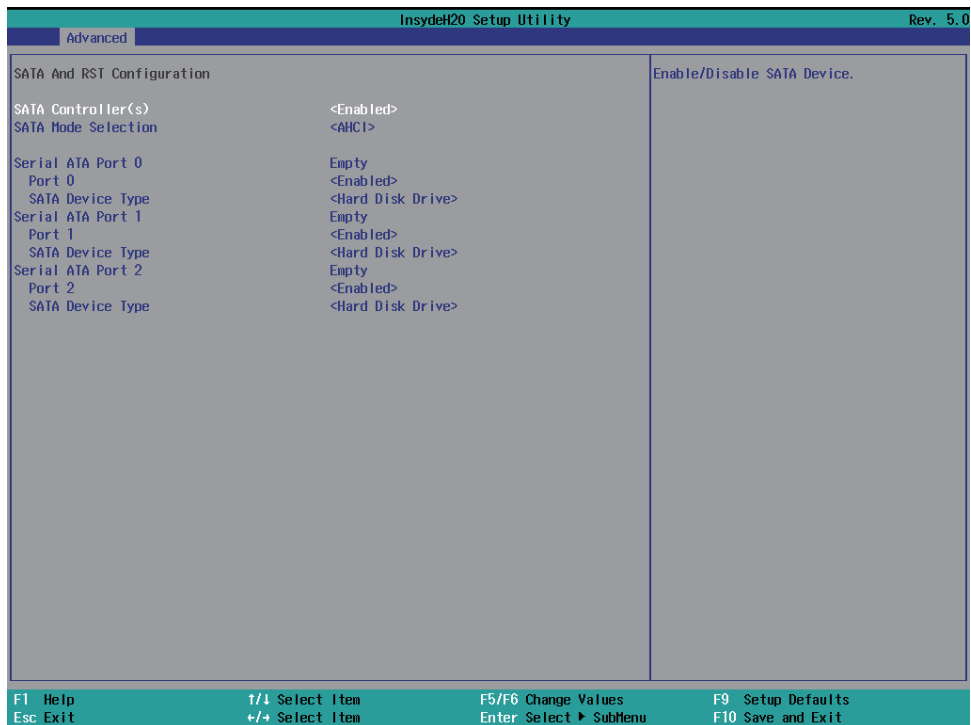 InsydeH20 Setup Utility Rev. 5.0
Advanced
SATA And RST Configuration
Enable/Disable SATA Device.
SATA Controller(s) <Enabled>
SATA Mode Selection <AHCI>
Serial ATA Port 0 Empty
Port 0 <Enabled>
SATA Device Type <Hard Disk Drive>
Serial ATA Port 1 Empty
Port 1 <Enabled>
SATA Device Type <Hard Disk Drive>
Serial ATA Port 2 Empty
Port 2 <Enabled>
SATA Device Type <Hard Disk Drive>
F1 Help ↑/↓ Select Item F5/F6 Change Values F9 Setup Defaults
Esc Exit ←/→ Select Item Enter Select ▶ SubMenu F10 Save and Exit